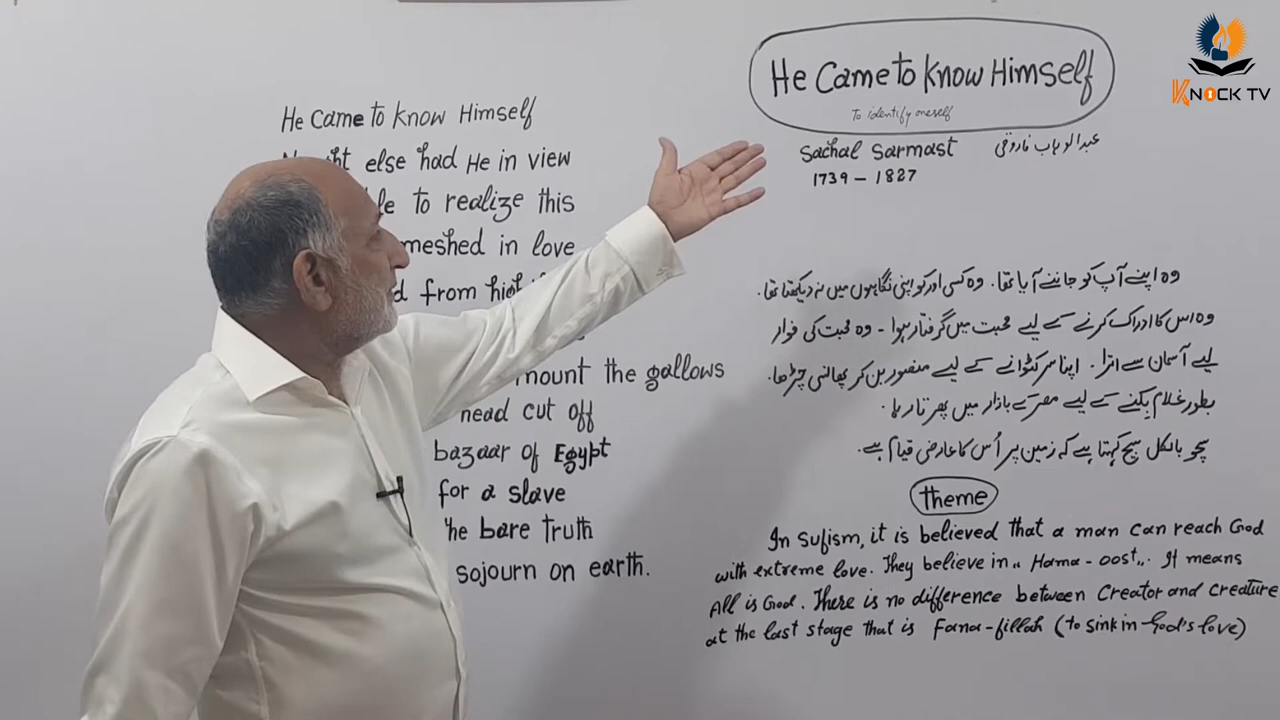 He Came to Know Himself
Naught else had He in view
to realize this
meshed in love
from high
mount the gallows
head cut off
bazaar of Egypt
for a slave
the bare truth
sojourn on earth.
He Came to Know Himself
To identify oneself
Sachal Sarmast عبدالوہاب فاروقی
1739 – 1827
وہ اپنے آپ کو جاننے آیا تھا۔ وہ کسی اور کو اپنی نگاہوں میں نہ دیکھتا تھا۔
وہ اس کا ادراک کرنے کے لیے محبت میں گرفتار ہوا - وہ محبت کی فوار
لیے آسمان سے اترا۔ اپنا سر کٹوانے کے لیے منصور بن کر پھانسی چڑھا۔
بطور غلام بکنے کے لیے مصر کے بازار میں پھرتا رہا۔
سچو بالکل سچ کہتا ہے کہ زمین پر اُس کا عارضی قیام ہے۔
theme
In Sufism, it is believed that a man can reach God
with extreme love. They believe in ,, Hama - oost,,. It means
All is God. There is no difference between Creator and creature
at the last stage that is Fana-fillah (to sink in God's love)
KNOCK TV